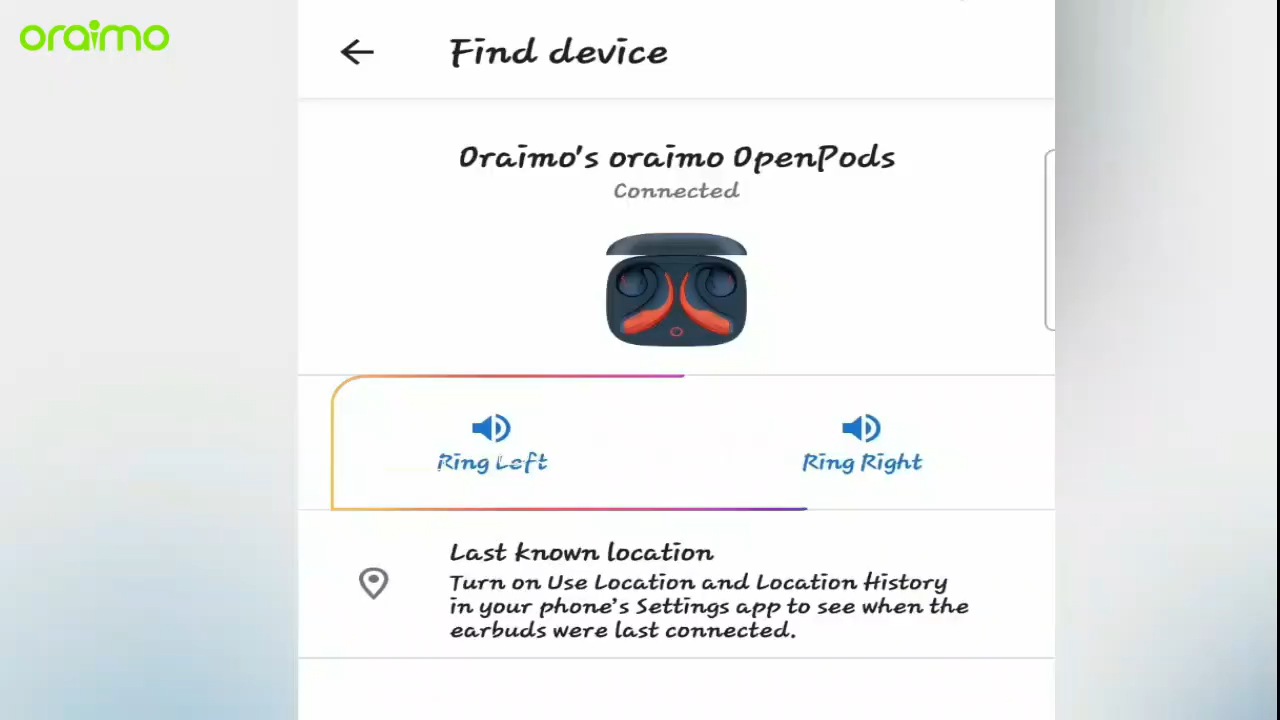 oraimo
Find device
Oraimo's oraimo OpenPods
Connected
Ring Left
Ring Right
Last known location
Turn on Use Location and Location History
in your phone's Settings app to see when the
earbuds were last connected.